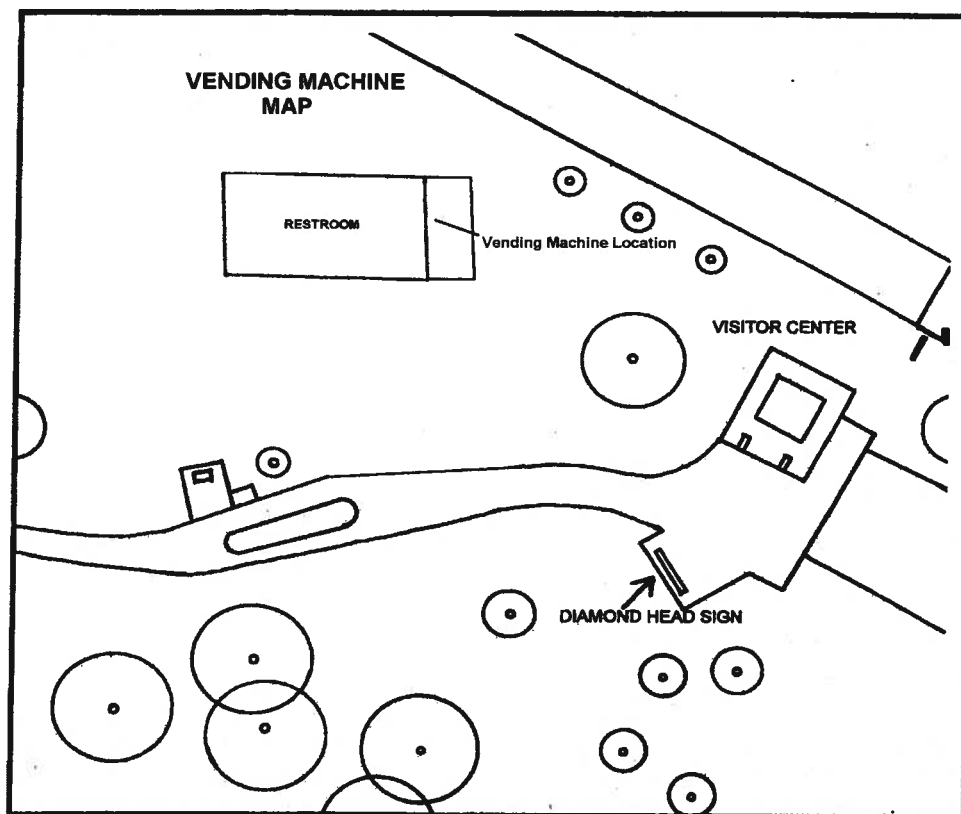 VENDING MACHINE
MAP
RESTROOM
Vending Machine Location
VISITOR CENTER
DIAMOND HEAD SIGN